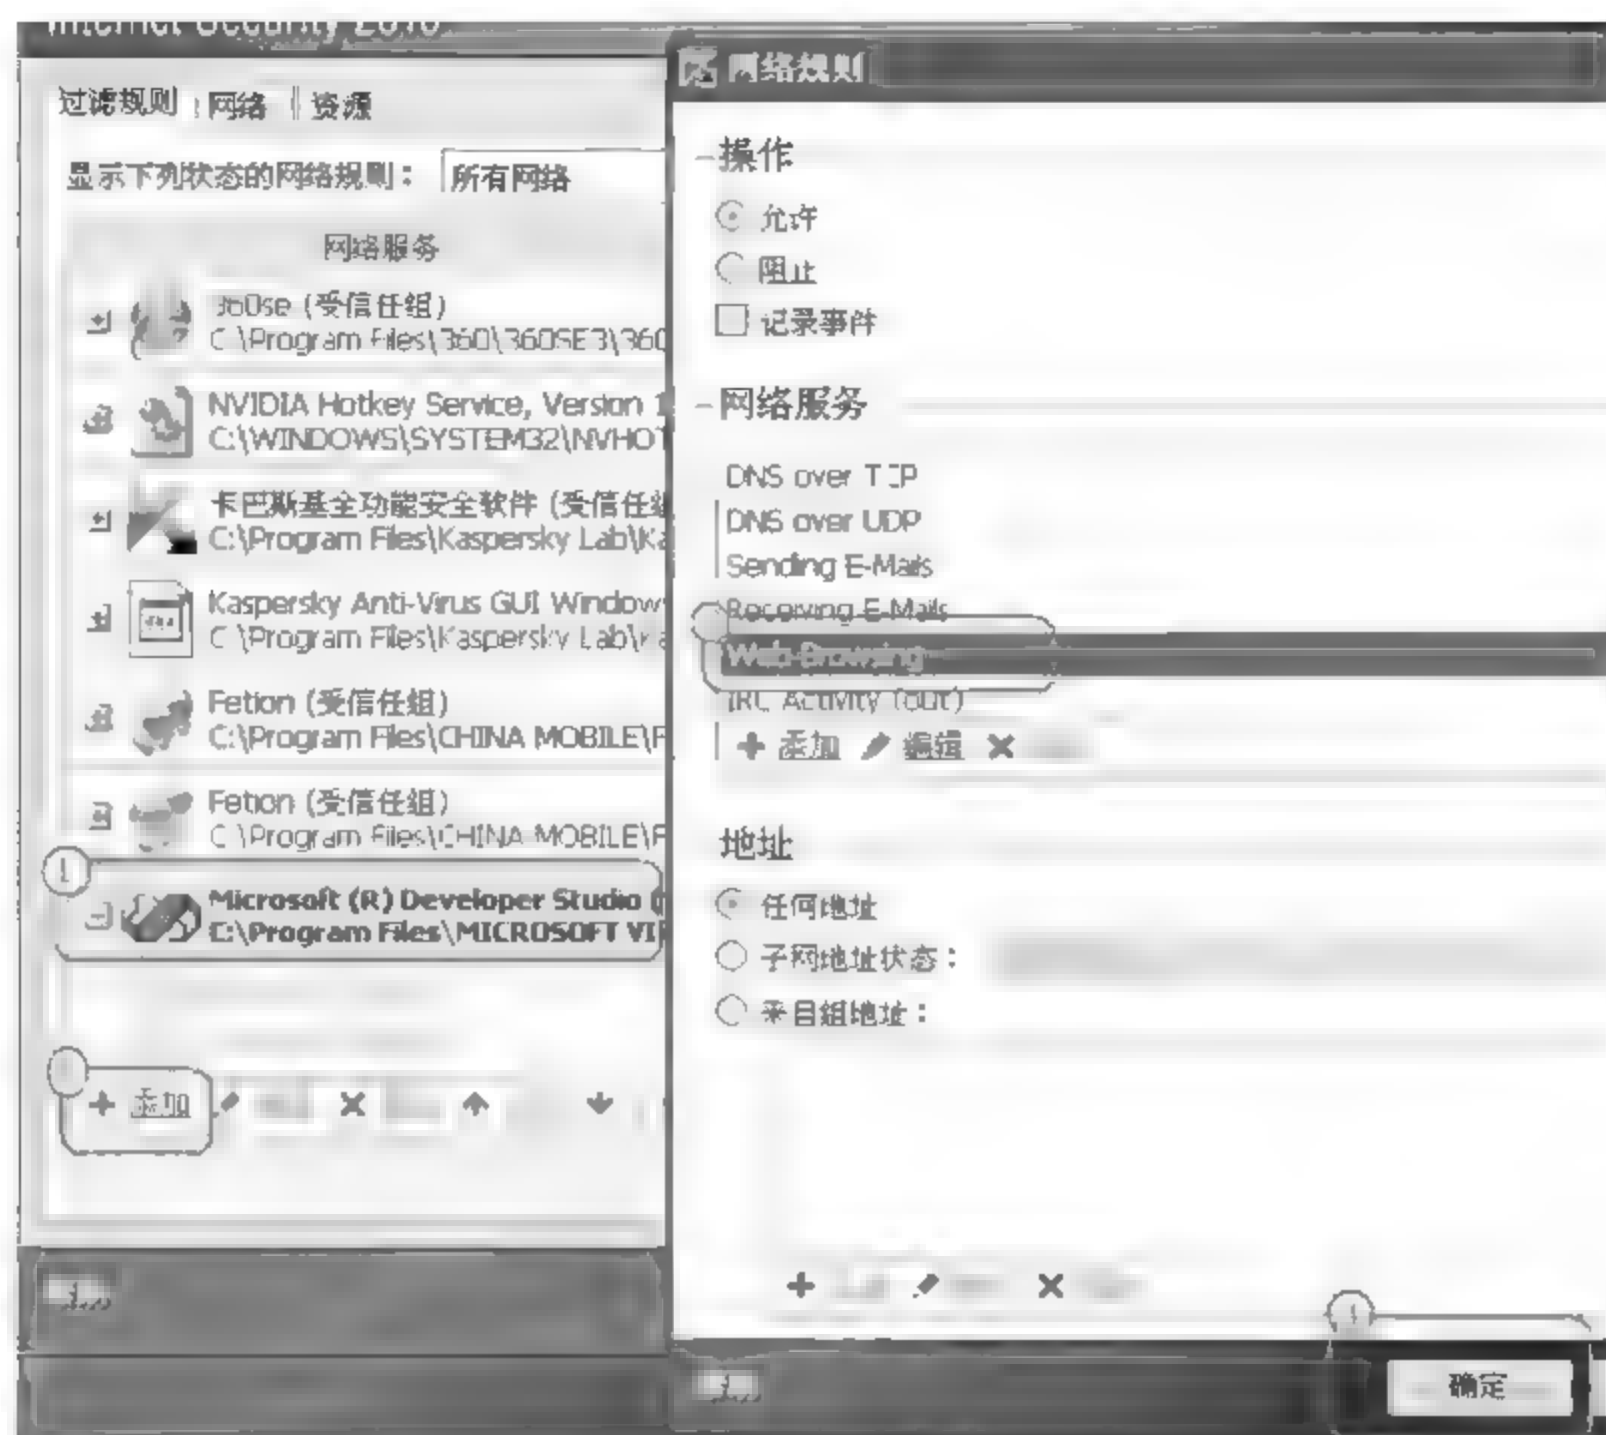 Internet Security 2010
过滤规则 网络 资源
显示下列状态的网络规则： 所有网络
网络服务
360se (受信任组)
C:\Program Files\360\360SE3\360
NVIDIA Hotkey Service, Version 1
C:\WINDOWS\SYSTEM32\NVHOT
卡巴斯基全功能安全软件 (受信任组
C:\Program Files\Kaspersky Lab\Ka
Kaspersky Anti-Virus GUI Window
C:\Program Files\Kaspersky Lab\Ka
Fetion (受信任组)
C:\Program Files\CHINA MOBILE\F
Fetion (受信任组)
C:\Program Files\CHINA MOBILE\F
Microsoft (R) Developer Studio (
C:\Program Files\MICROSOFT VI
添加
网络规则
操作
允许
阻止
记录事件
网络服务
DNS over TCP
DNS over UDP
Sending E-Mails
Receiving E-Mails
Web-Browsing
IRC Activity (out)
添加 编辑
地址
任何地址
子网地址状态：
来自组地址：
确定